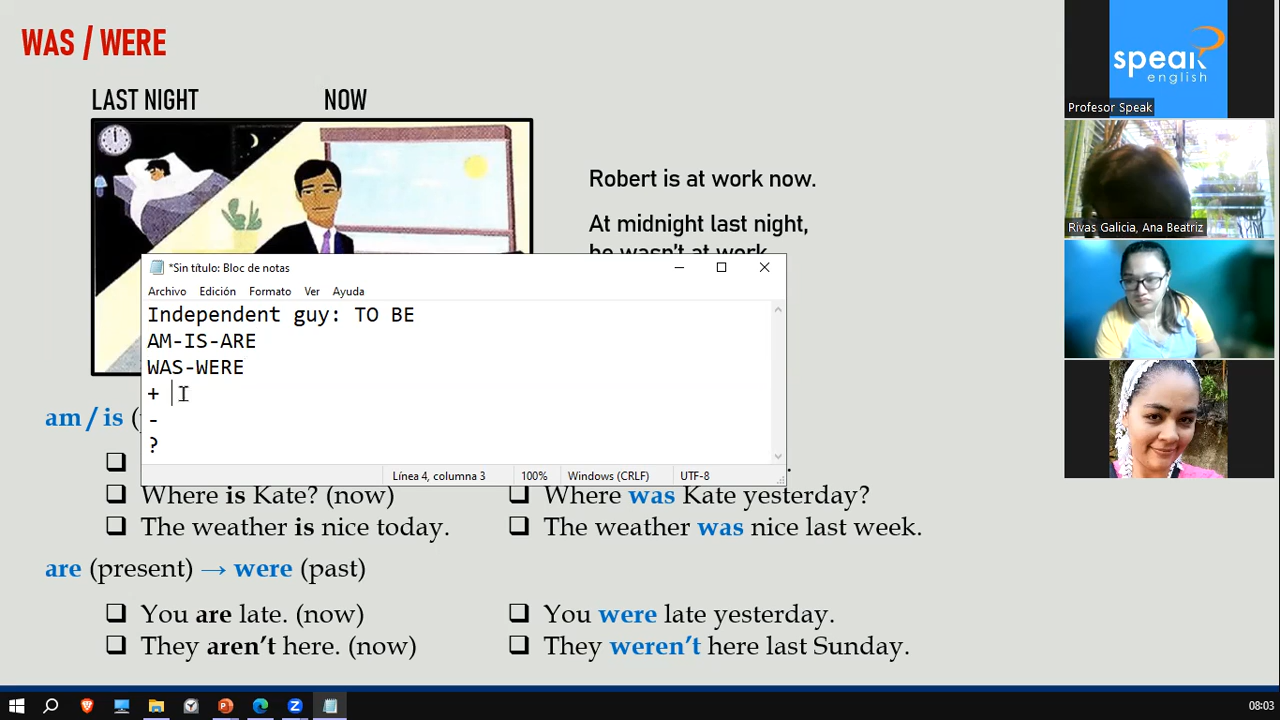 WAS / WERE
LAST NIGHT
NOW
Robert is at work now.
At midnight last night,
he wasn't at work
*Sin título: Bloc de notas
Archivo Edición Formato Ver Ayuda
Independent guy: TO BE
AM-IS-ARE
WAS-WERE
+
-
?
Línea 4, columna 3
100%
Windows (CRLF)
UTF-8
am / is (
Where is Kate? (now)
Where was Kate yesterday?
The weather is nice today.
The weather was nice last week.
are (present) → were (past)
You are late. (now)
You were late yesterday.
They aren't here. (now)
They weren't here last Sunday.
speak
english
Profesor Speak
Rivas Galicia, Ana Beatriz
08:03